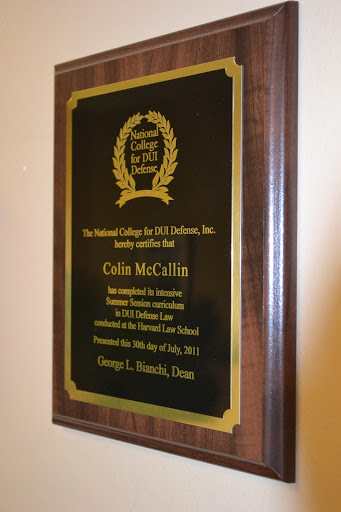 National
College
for DUI
Defense
The National College for DUI Defense, Inc.
hereby certifies that
Colin McCallin
has completed its intensive
Summer Session curriculum
in DUI Defense Law
conducted at the Harvard Law School
Presented this 30th day of July, 2011
George L. Bianchi, Dean